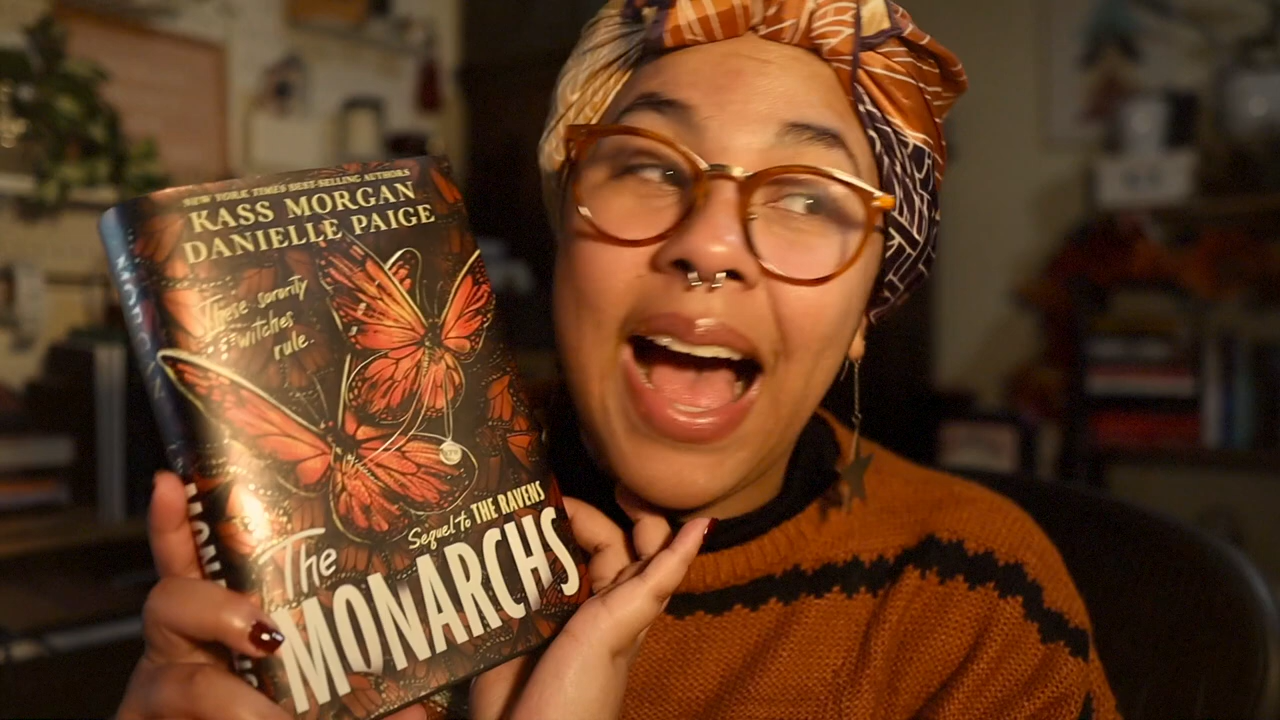 NEW YORK TIMES BEST-SELLING AUTHORS
KASS MORGAN
DANIELLE PAIGE
These sorority
witches
rule.
Sequel to THE RAVENS
The
MONARCHS